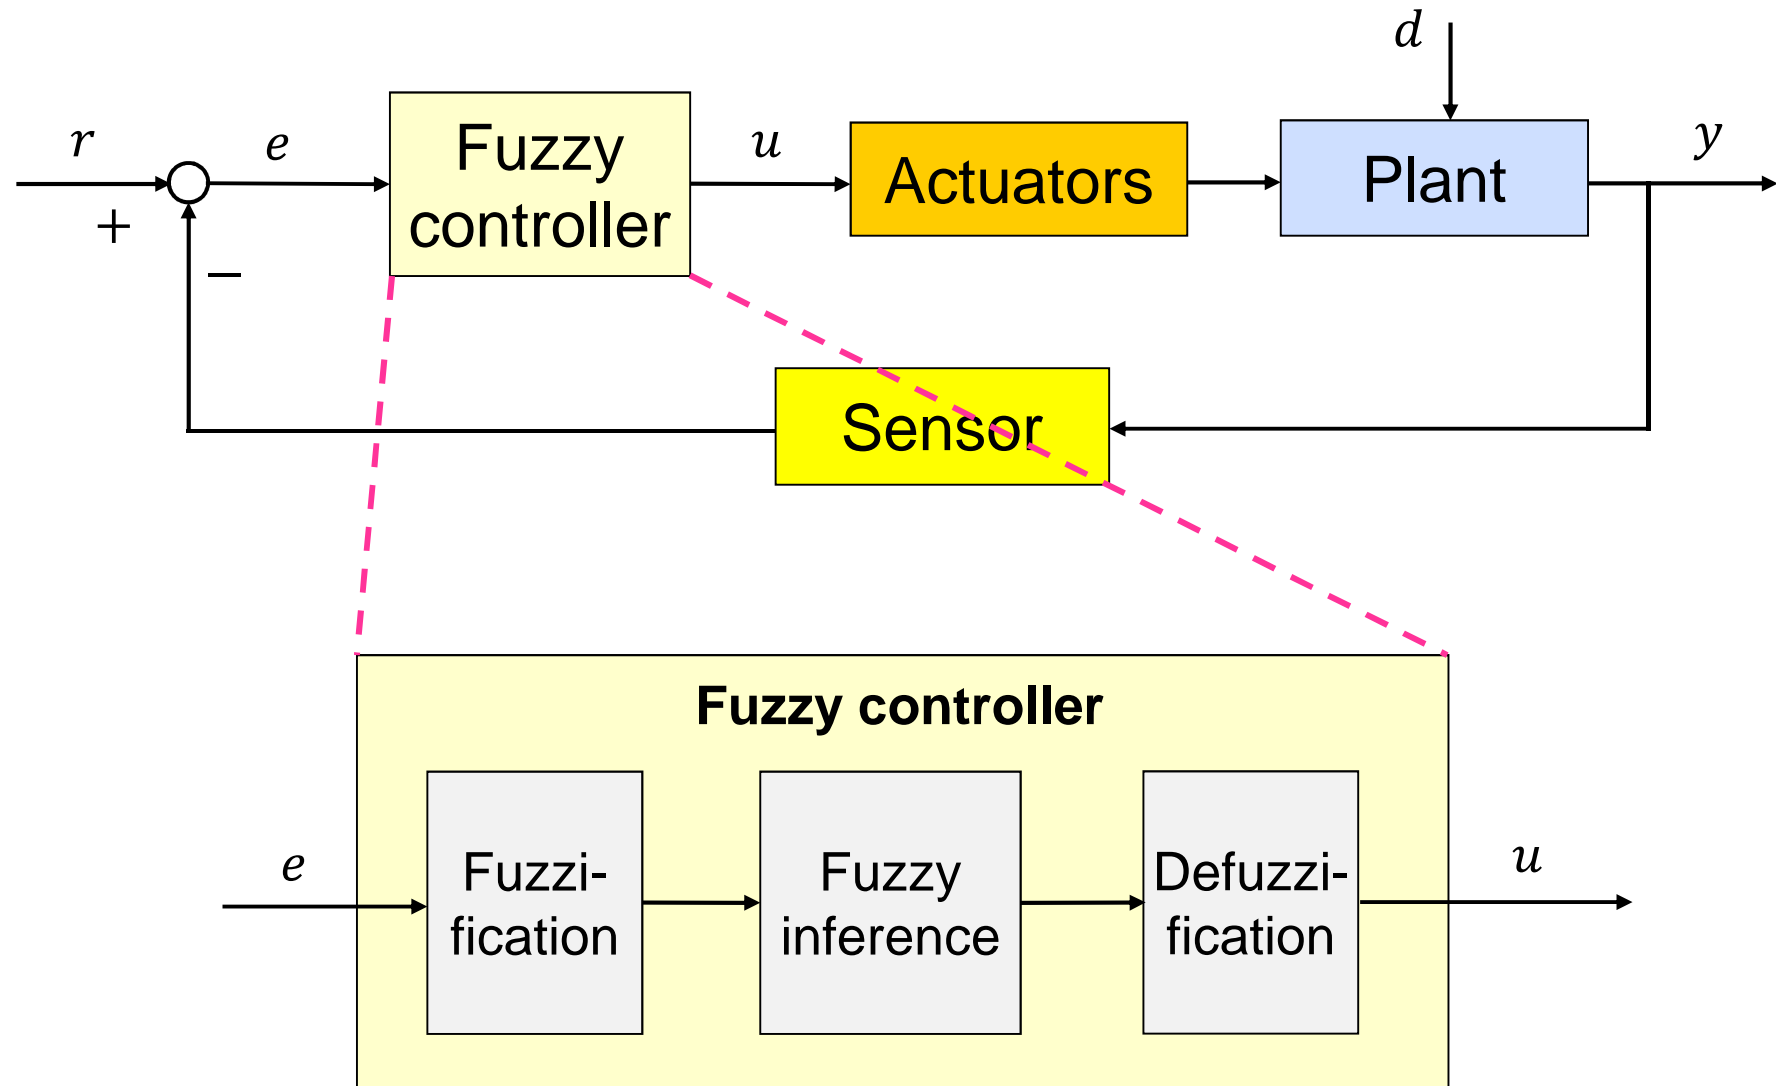 d
r
e
Fuzzy
controller
u
Actuators
Plant
y
+
−
Sensor
Fuzzy controller
e
Fuzzi-
fication
Fuzzy
inference
Defuzzi-
fication
u